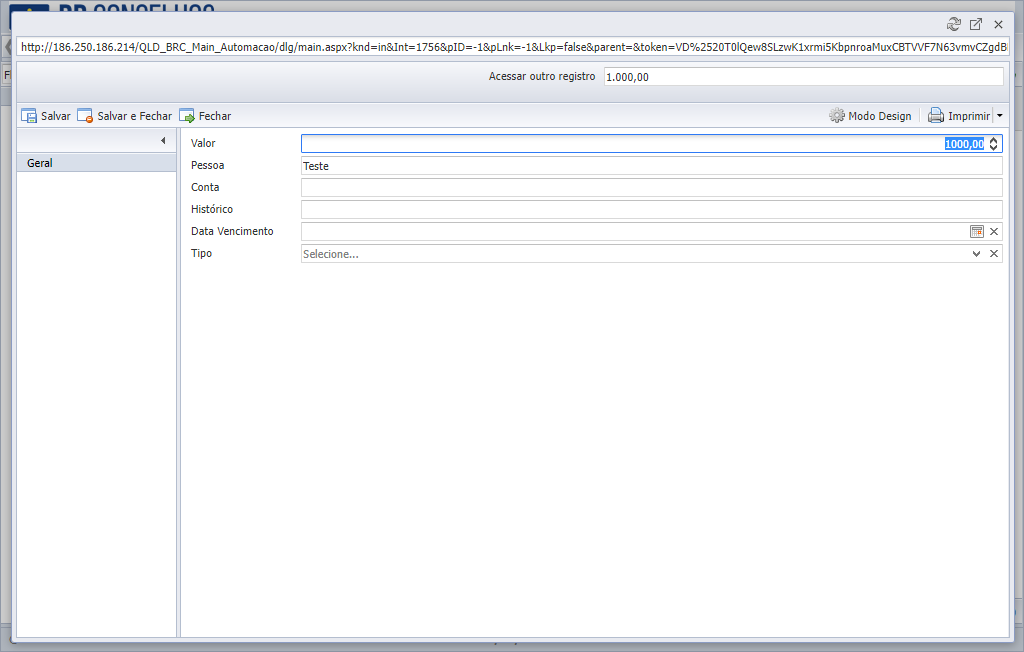 http://186.250.186.214/QLD_BRC_Main_Automacao/dlg/main.aspx?knd=in&Int=1756&pID=-1&pLnk=-1&Lkp=false&parent=&token=VD%2520T0lQew8SLzwK1xrmi5KbpnroaMuxCBTVVF7N63vmvCZgdB
Acessar outro registro 1.000,00
Salvar Salvar e Fechar Fechar Modo Design Imprimir
Geral
Valor 1000,00
Pessoa Teste
Conta
Histórico
Data Vencimento
Tipo Selecione...